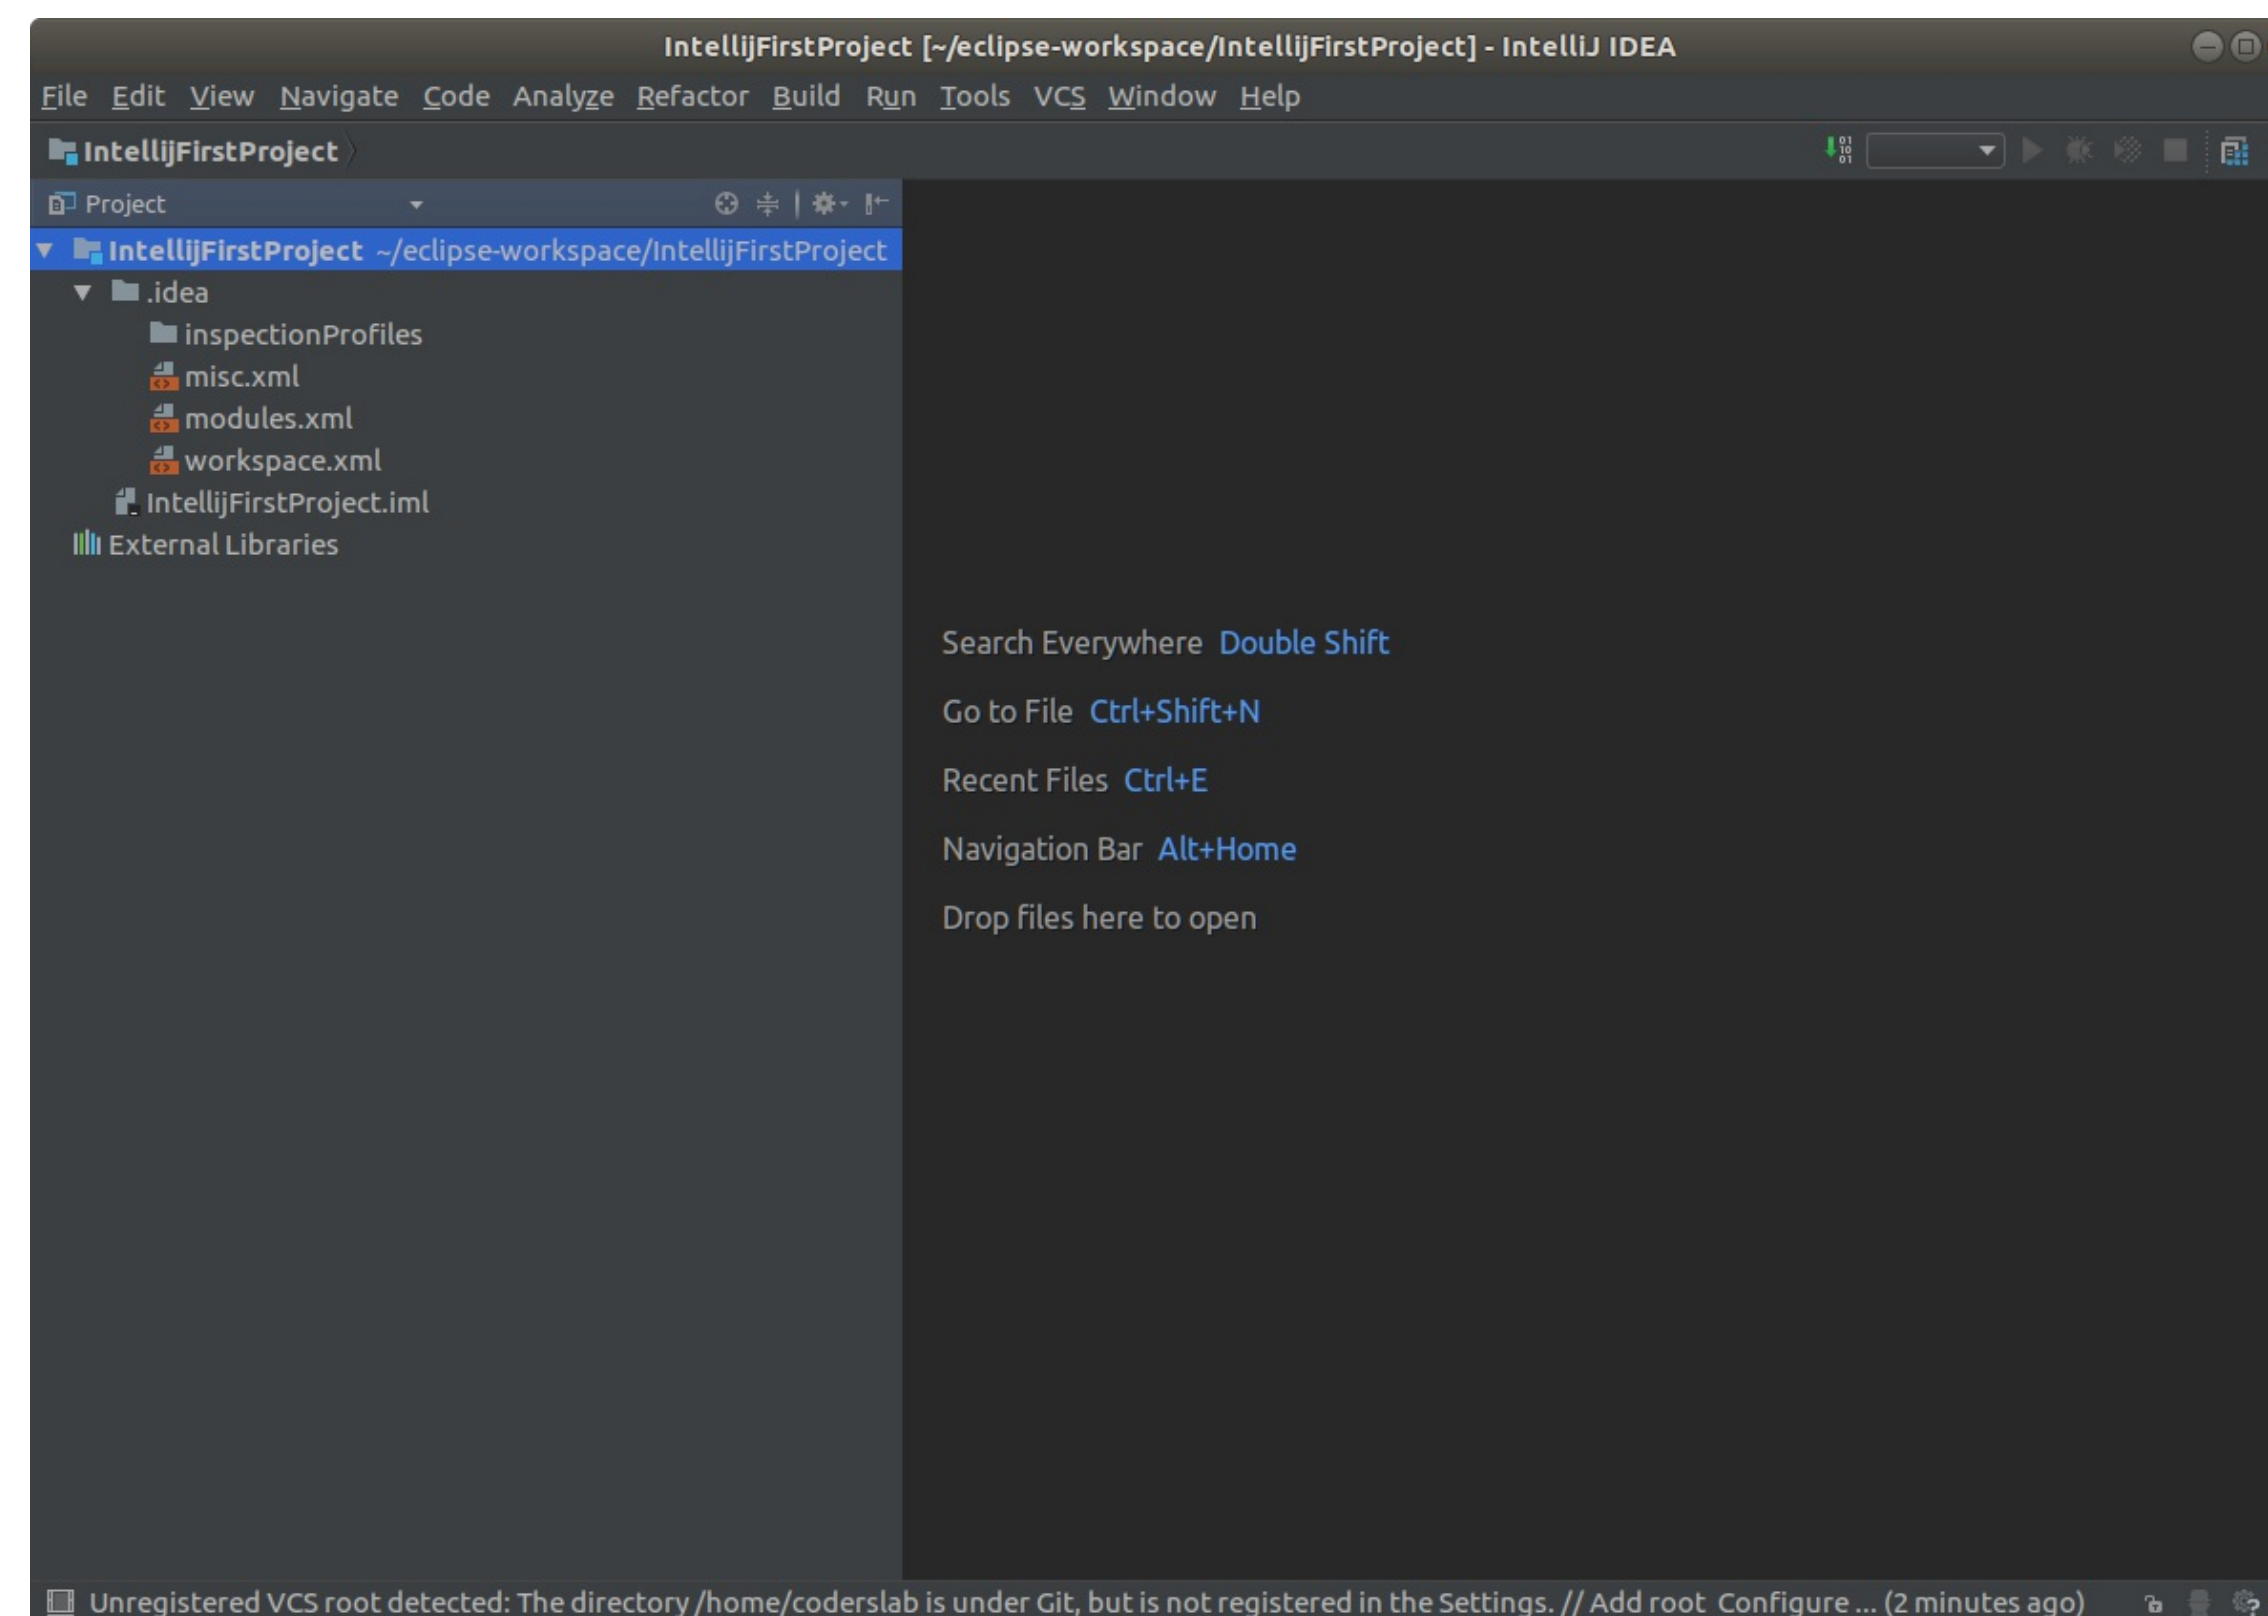 IntellijFirstProject [~/eclipse-workspace/IntellijFirstProject] - IntelliJ IDEA
File Edit View Navigate Code Analyze Refactor Build Run Tools VCS Window Help
IntellijFirstProject
Project
IntellijFirstProject ~/eclipse-workspace/IntellijFirstProject
.idea
inspectionProfiles
misc.xml
modules.xml
workspace.xml
IntellijFirstProject.iml
External Libraries
Search Everywhere Double Shift
Go to File Ctrl+Shift+N
Recent Files Ctrl+E
Navigation Bar Alt+Home
Drop files here to open
Unregistered VCS root detected: The directory /home/coderslab is under Git, but is not registered in the Settings. // Add root Configure ... (2 minutes ago)